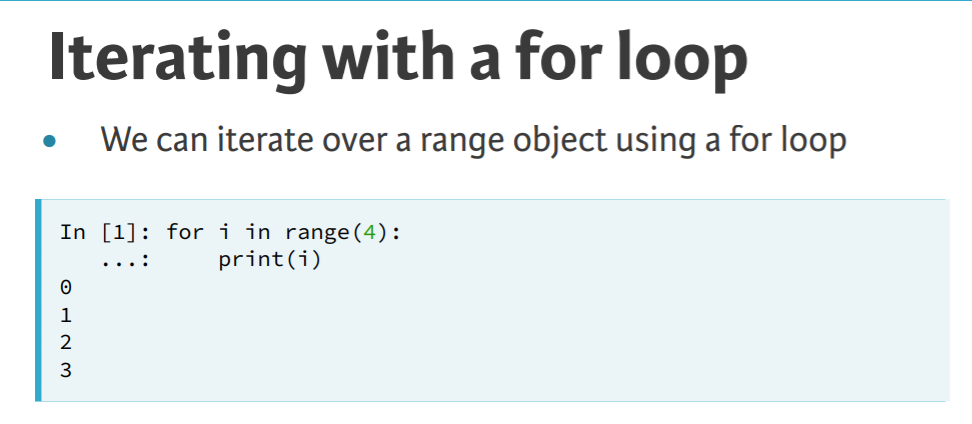 Iterating with a for loop
• We can iterate over a range object using a for loop
In [1]: for i in range(4):
   ...:     print(i)
0
1
2
3